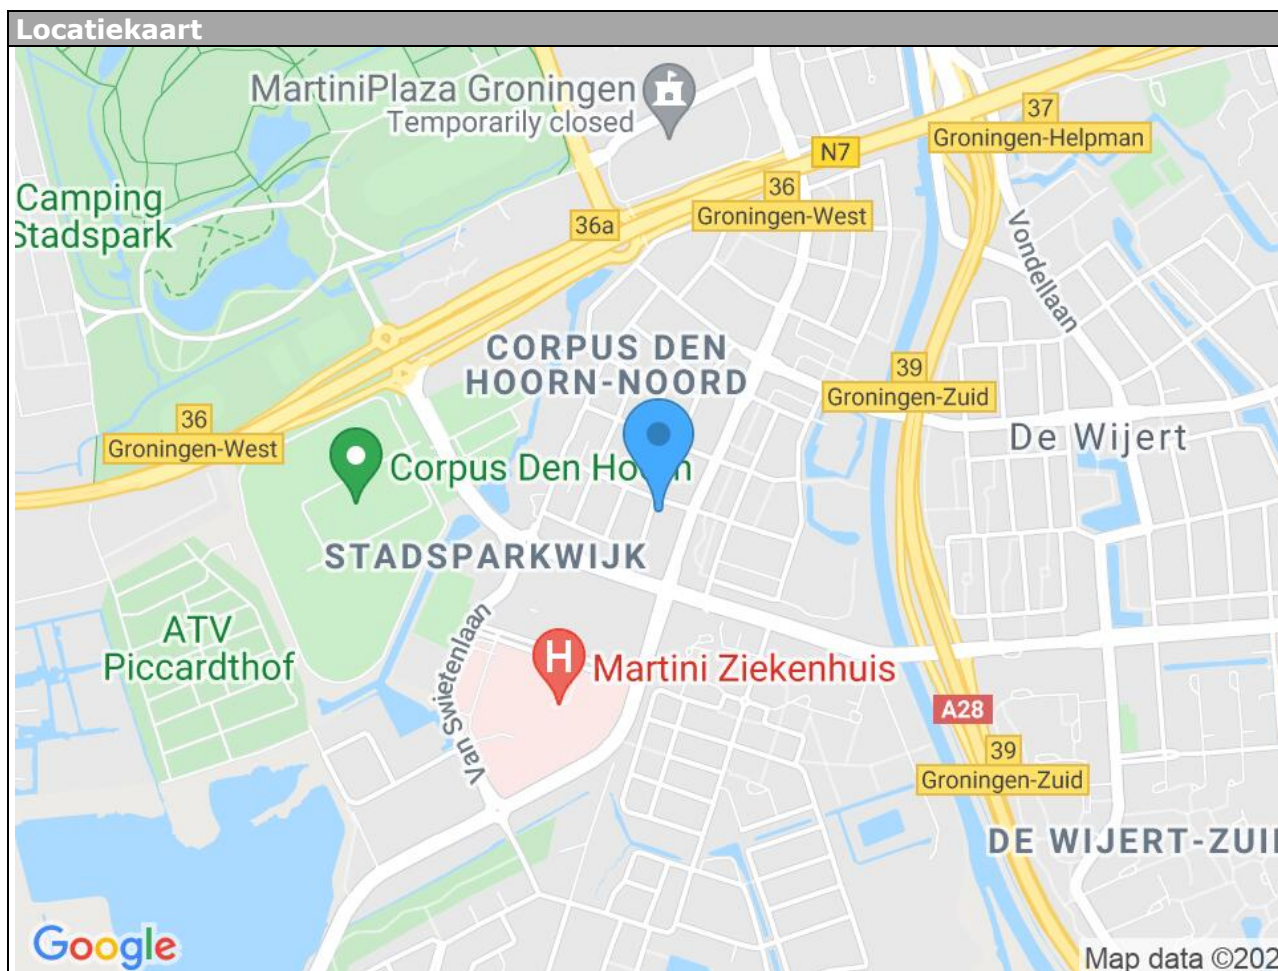 Locatiekaart
MartiniPlaza Groningen
Temporarily closed
37
Groningen-Helpman
N7
36
Groningen-West
Camping
Stadspark
36a
Vondellaan
CORPUS DEN
HOORN-NOORD
39
Groningen-Zuid
36
Groningen-West
De Wijert
Corpus Den Hoorn
STADSPARKWIJK
ATV
Piccardthof
Van Swietenlaan
H
Martini Ziekenhuis
A28
39
Groningen-Zuid
DE WIJERT-ZUI
Google
Map data ©202